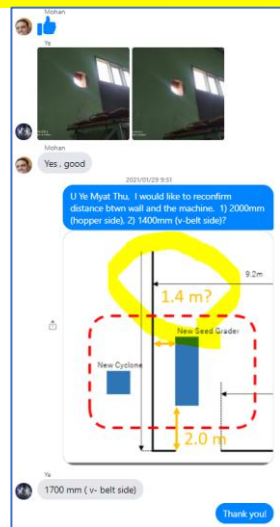 Mohan
Ye
Mohan
Yes , good
2021/01/29 9:51
U Ye Myat Thu,  I would like to reconfirm
distance btwn wall and the machine.  1) 2000mm
(hopper side), 2) 1400mm (v-belt side)?
9.2m
1.4 m?
New Seed Grader
New Cyclone
2.0 m
Ye
1700 mm ( v- belt side)
Thank you!